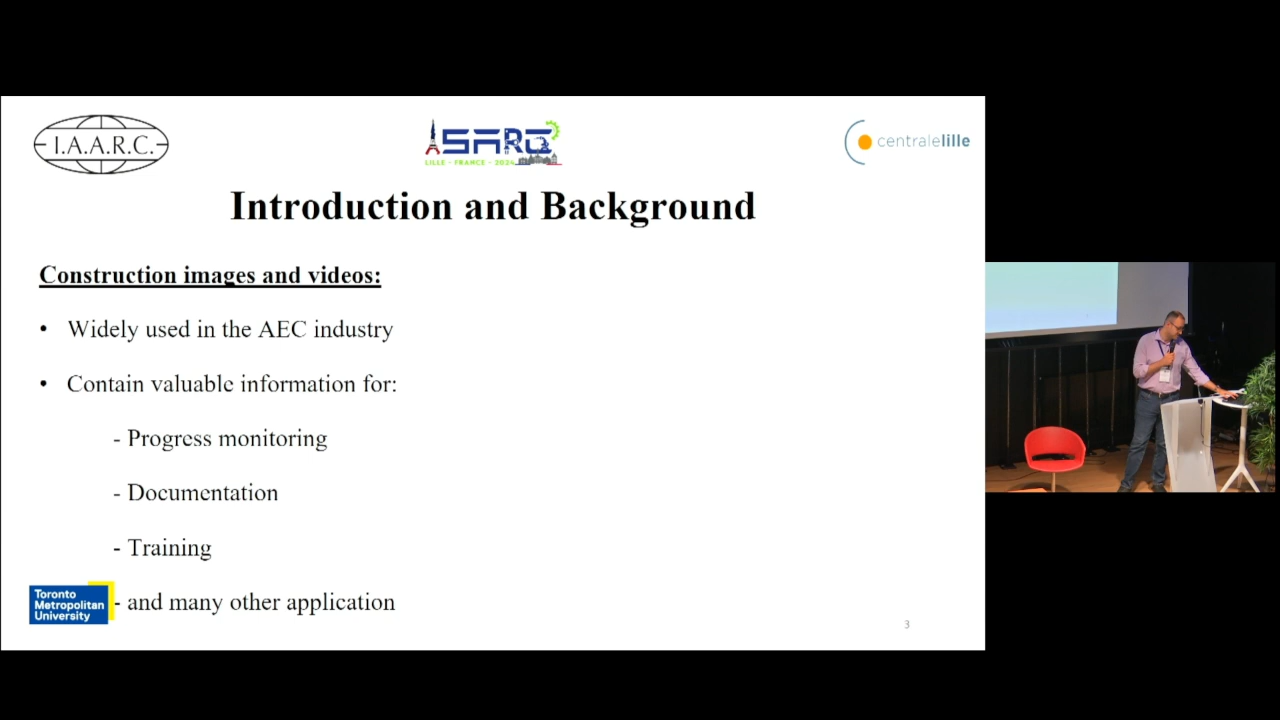 I.A.A.R.C.
ISARC
LILLE - FRANCE - 2024
centralelille
Introduction and Background
Construction images and videos:
• Widely used in the AEC industry
• Contain valuable information for:
- Progress monitoring
- Documentation
- Training
- and many other application
Toronto
Metropolitan
University
3